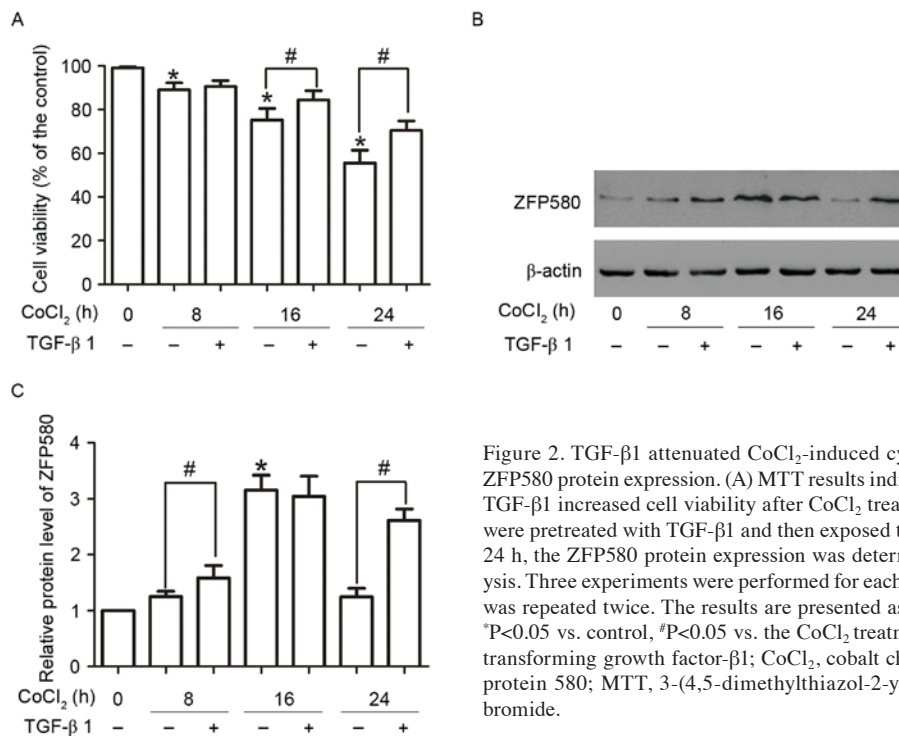 A
Cell viability (% of the control)
100
80
60
40
20
0
*
*
#
*
#
CoCl2 (h) 0 8 16 24
TGF-β 1 – – + – + – +
B
ZFP580
β-actin
CoCl2 (h) 0 8 16 24
TGF-β 1 – – + – + – +
C
Relative protein level of ZFP580
4
3
2
1
0
#
*
#
CoCl2 (h) 0 8 16 24
TGF-β 1 – – + – + – +
Figure 2. TGF-β1 attenuated CoCl2-induced cy
ZFP580 protein expression. (A) MTT results indi
TGF-β1 increased cell viability after CoCl2 trea
were pretreated with TGF-β1 and then exposed t
24 h, the ZFP580 protein expression was deter
ysis. Three experiments were performed for each
was repeated twice. The results are presented as
*P<0.05 vs. control, #P<0.05 vs. the CoCl2 treatm
transforming growth factor-β1; CoCl2, cobalt ch
protein 580; MTT, 3-(4,5-dimethylthiazol-2-y
bromide.